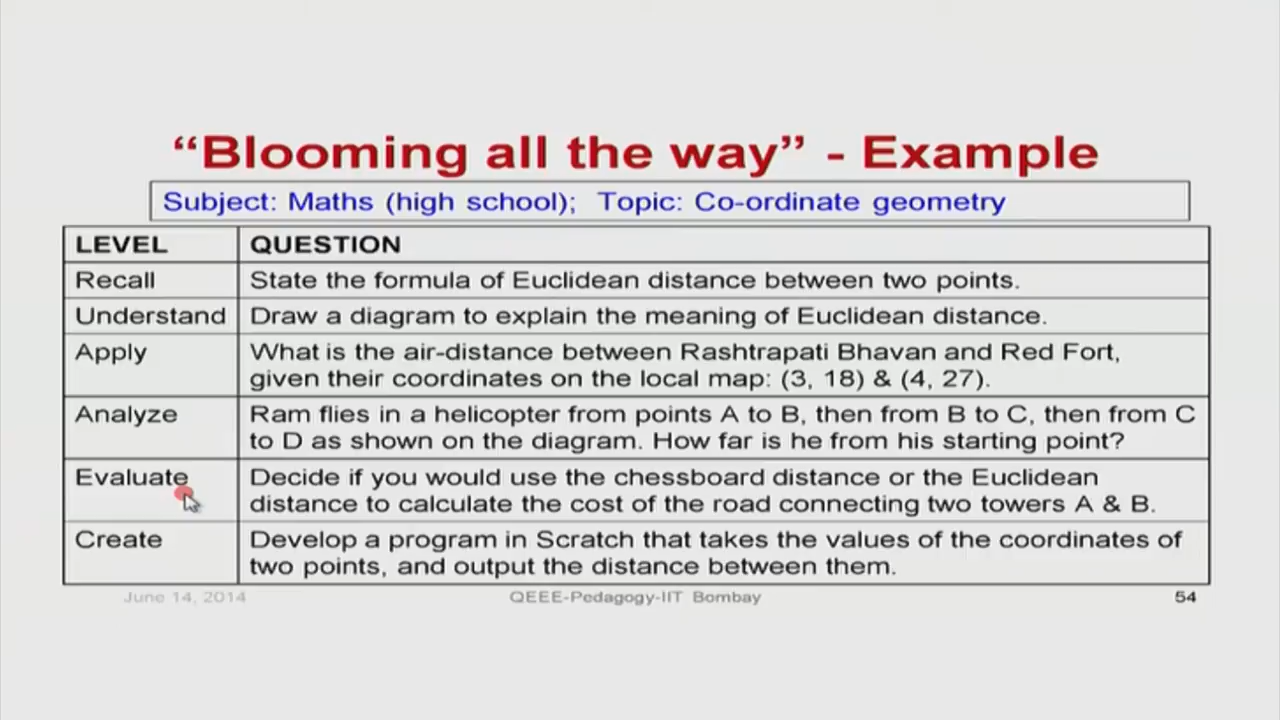 “Blooming all the way” - Example
Subject: Maths (high school); Topic: Co-ordinate geometry
LEVEL QUESTION
Recall State the formula of Euclidean distance between two points.
Understand Draw a diagram to explain the meaning of Euclidean distance.
Apply What is the air-distance between Rashtrapati Bhavan and Red Fort,
given their coordinates on the local map: (3, 18) & (4, 27).
Analyze Ram flies in a helicopter from points A to B, then from B to C, then from C
to D as shown on the diagram. How far is he from his starting point?
Evaluate Decide if you would use the chessboard distance or the Euclidean
distance to calculate the cost of the road connecting two towers A & B.
Create Develop a program in Scratch that takes the values of the coordinates of
two points, and output the distance between them.
June 14, 2014 QEEE-Pedagogy-IIT Bombay 54